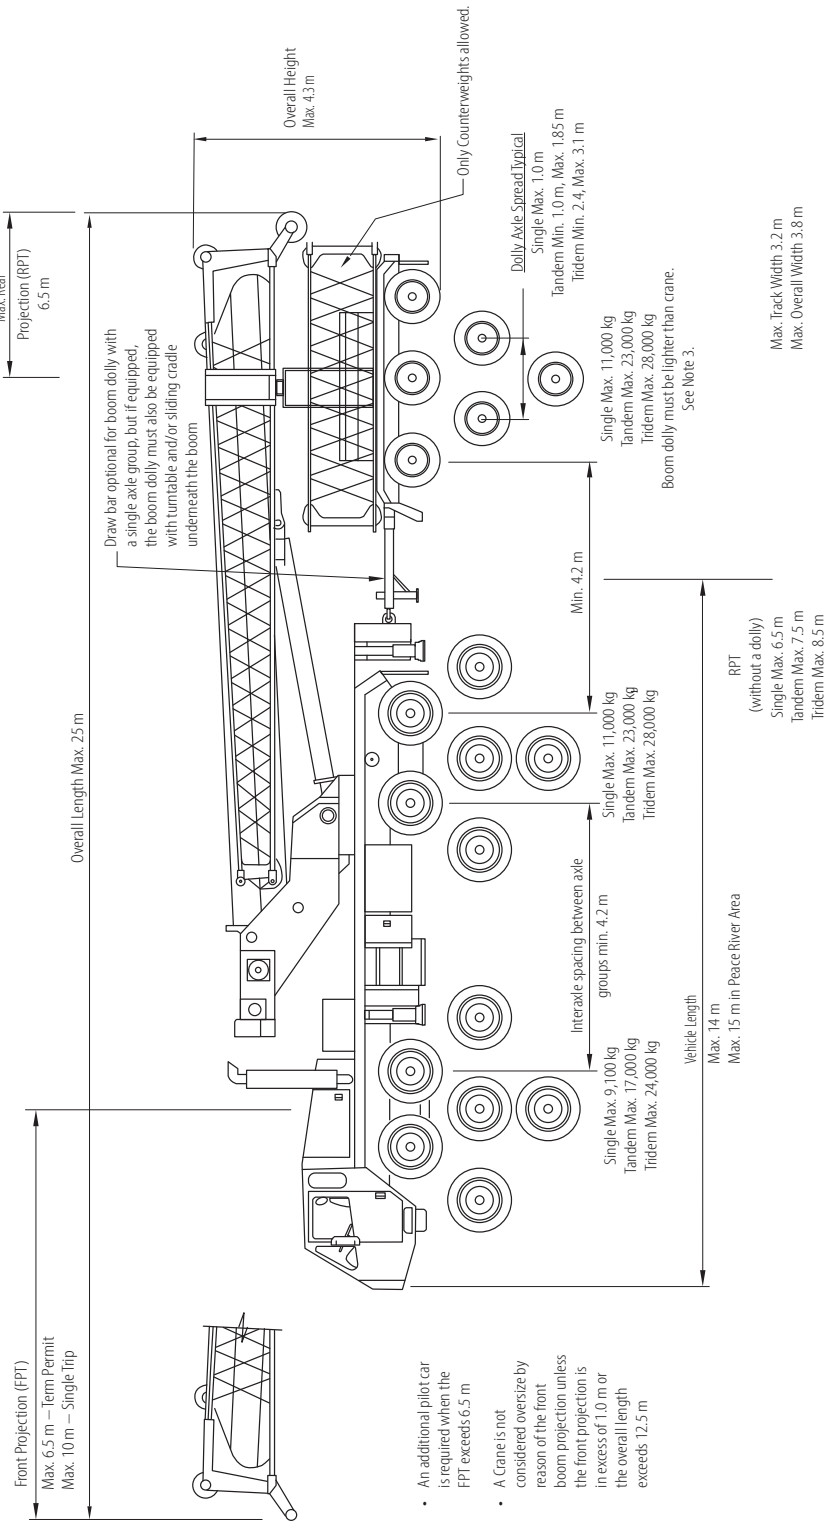 Front Projection (FPT)
Max. 6.5 m – Term Permit
Max. 10 m – Single Trip
Overall Length Max. 25 m
Max. Rear
Projection (RPT)
6.5 m
Draw bar optional for boom dolly with
a single axle group, but if equipped,
the boom dolly must also be equipped
with turntable and/or sliding cradle
underneath the boom
Overall Height
Max. 4.3 m
Only Counterweights allowed.
• An additional pilot car
is required when the
FPT exceeds 6.5 m
• A Crane is not
considered oversize by
reason of the front
boom projection unless
the front projection is
in excess of 1.0 m or
the overall length
exceeds 12.5 m
Dolly Axle Spread Typical
Single Max. 1.0 m
Tandem Min. 1.0 m, Max. 1.85 m
Tridem Min. 2.4, Max. 3.1 m
Interaxle spacing between axle
groups min. 4.2 m
Min. 4.2 m
Single Max. 9,100 kg
Tandem Max. 17,000 kg
Tridem Max. 24,000 kg
Single Max. 11,000 kg
Tandem Max. 23,000 kg
Tridem Max. 28,000 kg
Single Max. 11,000 kg
Tandem Max. 23,000 kg
Tridem Max. 28,000 kg
Boom dolly must be lighter than crane.
See Note 3.
Vehicle Length
Max. 14 m
Max. 15 m in Peace River Area
RPT
(without a dolly)
Single Max. 6.5 m
Tandem Max. 7.5 m
Tridem Max. 8.5 m
Max. Track Width 3.2 m
Max. Overall Width 3.8 m